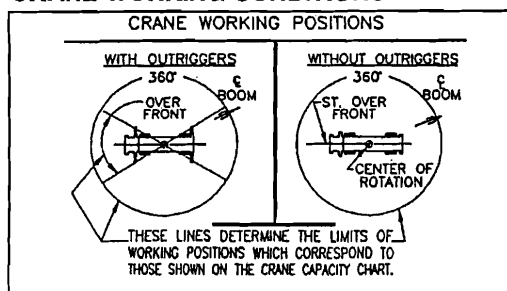 CRANE WORKING POSITIONS
WITH OUTRIGGERS
360°
℄
BOOM
OVER
FRONT
WITHOUT OUTRIGGERS
360°
℄
BOOM
ST. OVER
FRONT
CENTER OF
ROTATION
THESE LINES DETERMINE THE LIMITS OF
WORKING POSITIONS WHICH CORRESPOND TO
THOSE SHOWN ON THE CRANE CAPACITY CHART.